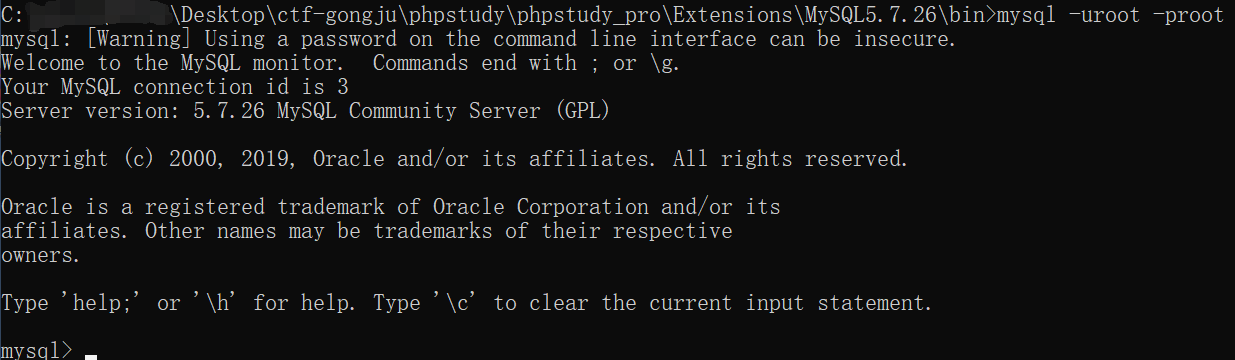 C:\Desktop\ctf-gongju\phpstudy\phpstudy_pro\Extensions\MySQL5.7.26\bin>mysql -uroot -proot
mysql: [Warning] Using a password on the command line interface can be insecure.
Welcome to the MySQL monitor.  Commands end with ; or \g.
Your MySQL connection id is 3
Server version: 5.7.26 MySQL Community Server (GPL)
Copyright (c) 2000, 2019, Oracle and/or its affiliates. All rights reserved.
Oracle is a registered trademark of Oracle Corporation and/or its
affiliates. Other names may be trademarks of their respective
owners.
Type 'help;' or '\h' for help. Type '\c' to clear the current input statement.
mysql>